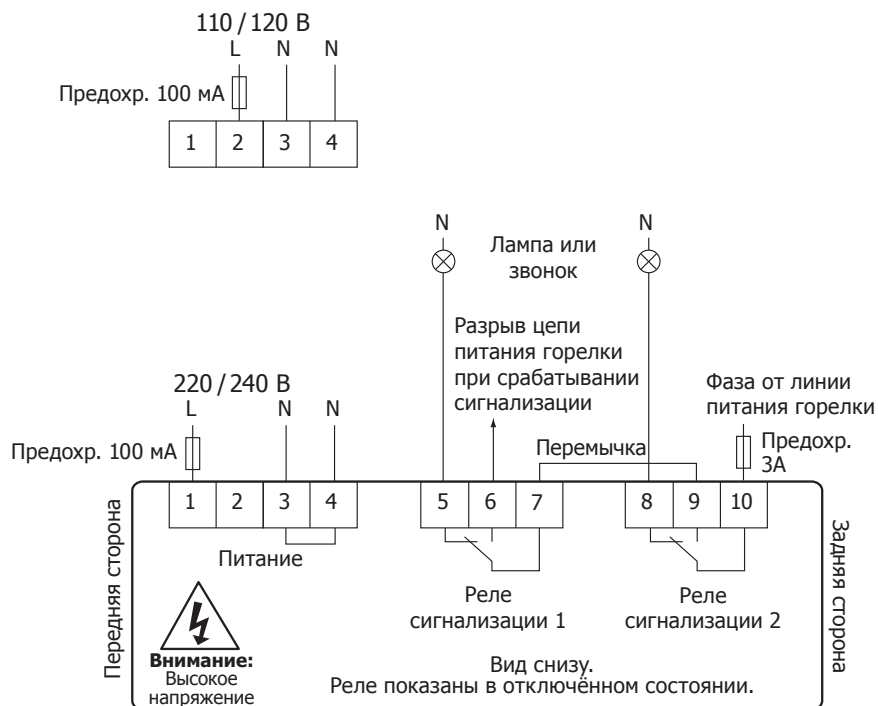 110 / 120 В
L N N
Предохр. 100 мА
1 2 3 4
N N
Лампа или
звонок
Разрыв цепи
питания горелки
при срабатывании
сигнализации
Фаза от линии
питания горелки
220 / 240 В
L N N
Предохр. 100 мА
Перемычка
Предохр.
3А
1 2 3 4 5 6 7 8 9 10
Передняя сторона
Питание
Реле
сигнализации 1
Реле
сигнализации 2
Задняя сторона
Внимание:
Высокое
напряжение
Вид снизу.
Реле показаны в отключённом состоянии.